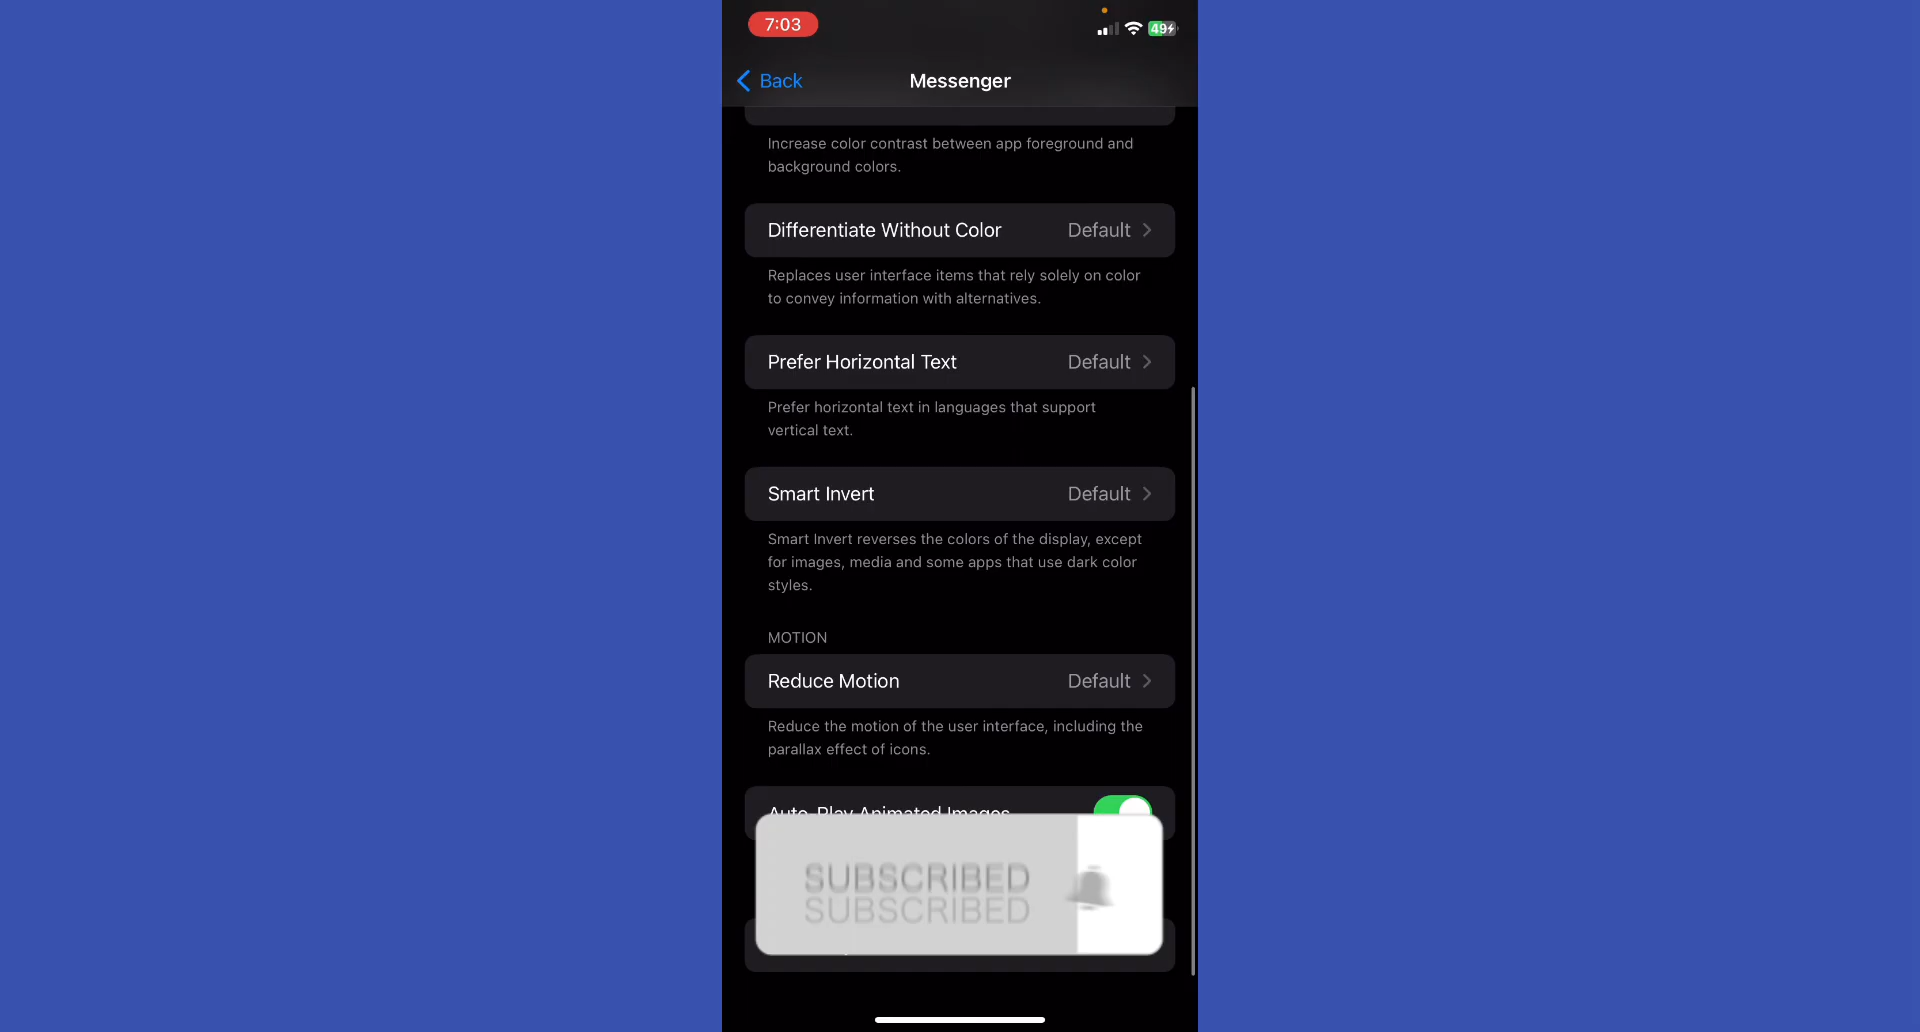 7:03
49
Back
Messenger
Increase color contrast between app foreground and
background colors.
Differentiate Without Color
Default
Replaces user interface items that rely solely on color
to convey information with alternatives.
Prefer Horizontal Text
Default
Prefer horizontal text in languages that support
vertical text.
Smart Invert
Default
Smart Invert reverses the colors of the display, except
for images, media and some apps that use dark color
styles.
MOTION
Reduce Motion
Default
Reduce the motion of the user interface, including the
parallax effect of icons.
Auto-Play Animated Images
SUBSCRIBED
SUBSCRIBED